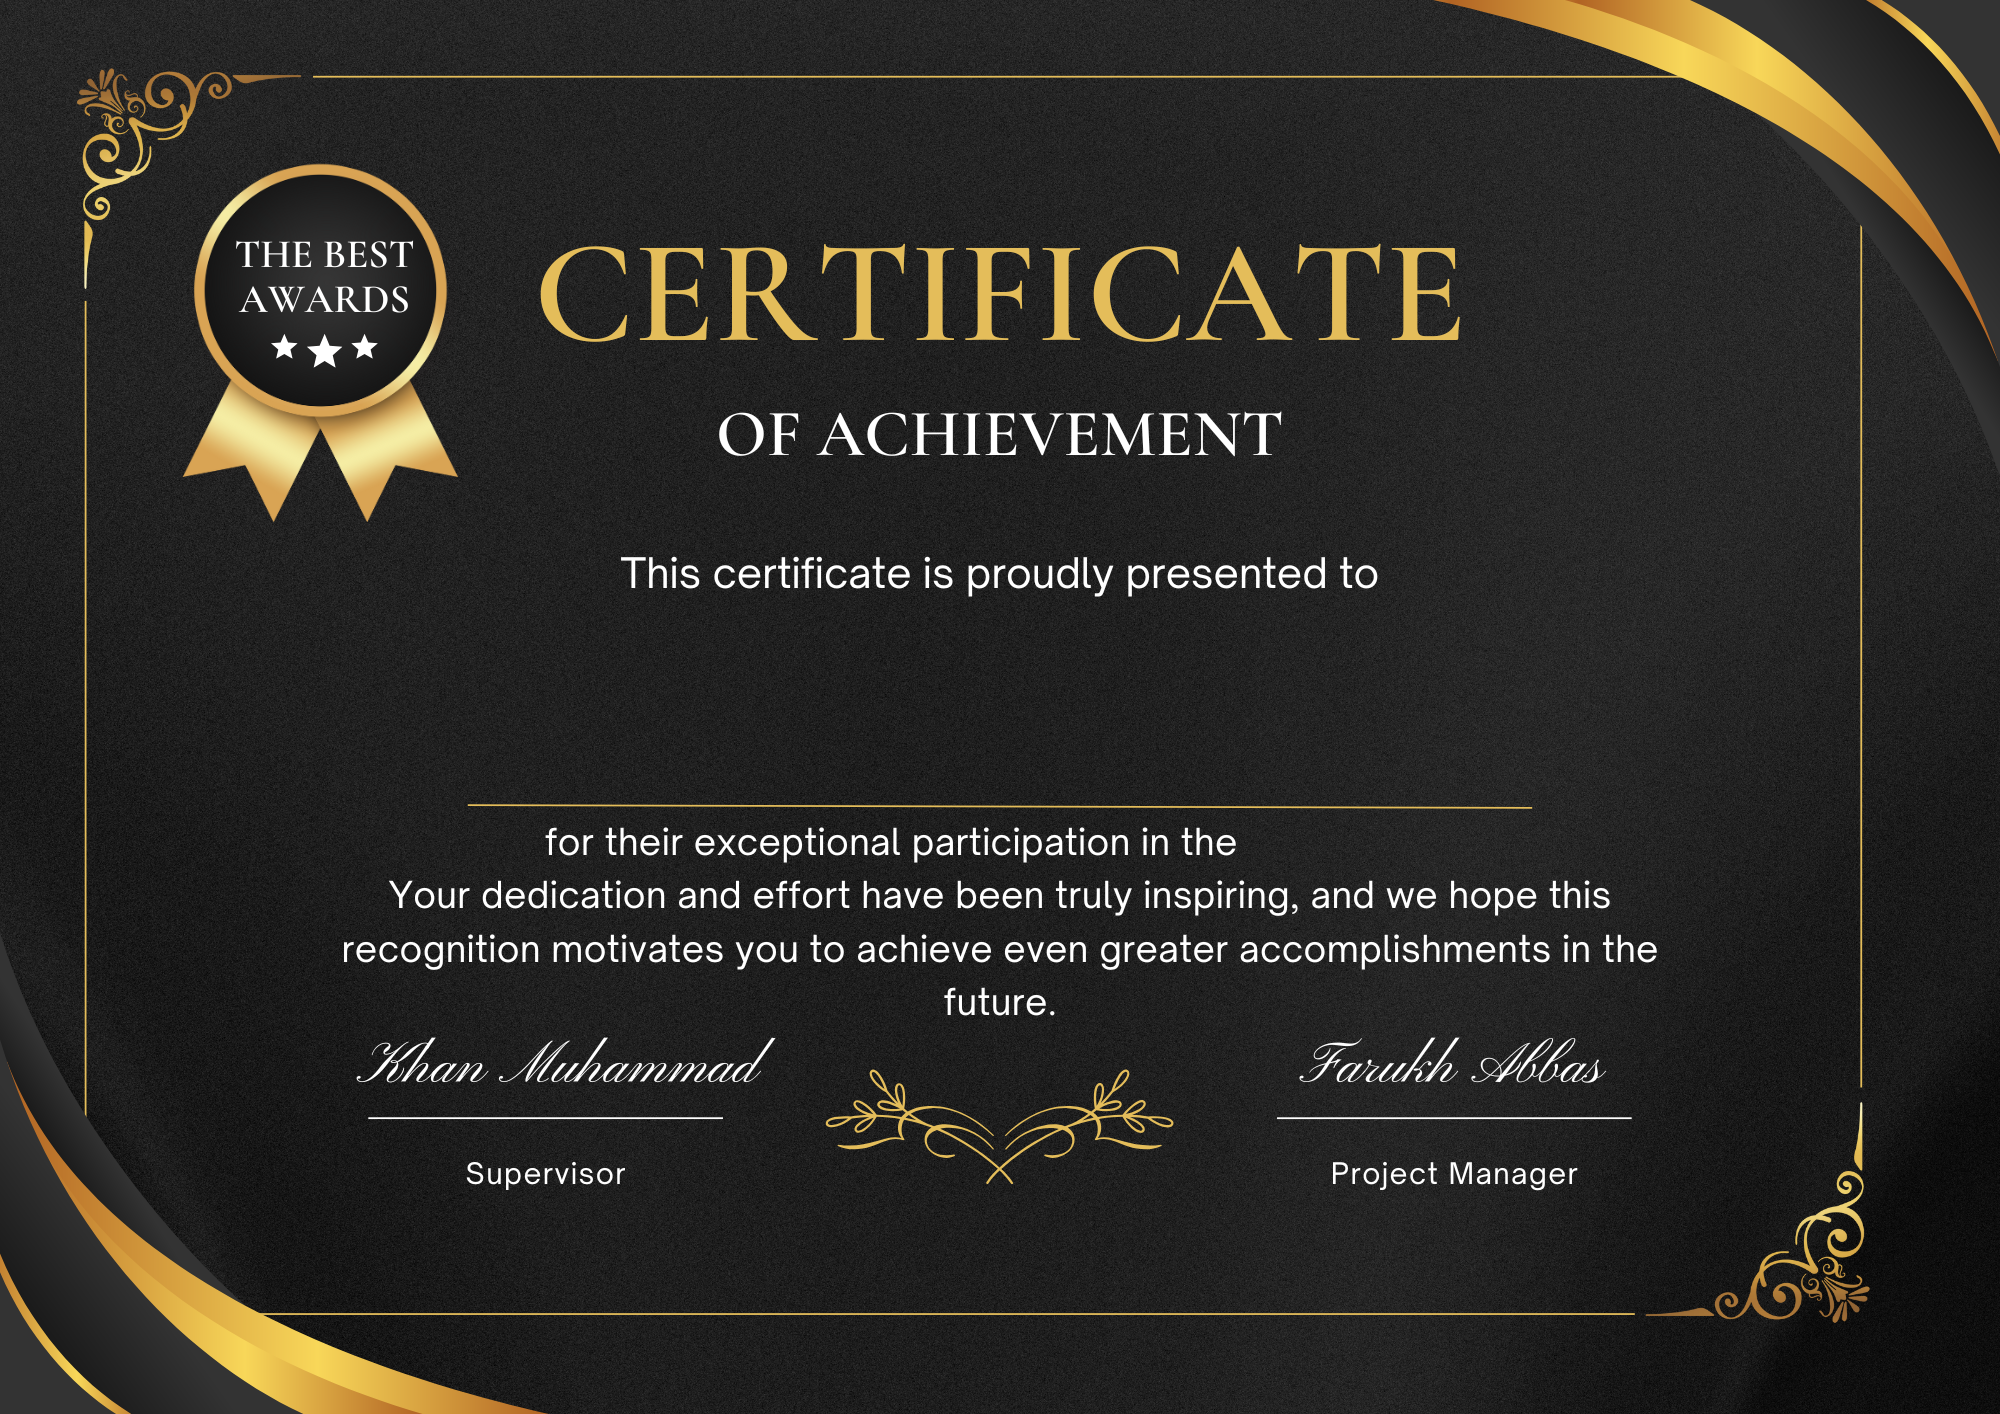 THE BEST
AWARDS
CERTIFICATE
OF ACHIEVEMENT
This certificate is proudly presented to
for their exceptional participation in the
Your dedication and effort have been truly inspiring, and we hope this
recognition motivates you to achieve even greater accomplishments in the
future.
Khan Muhammad
Farukh Abbas
Supervisor
Project Manager